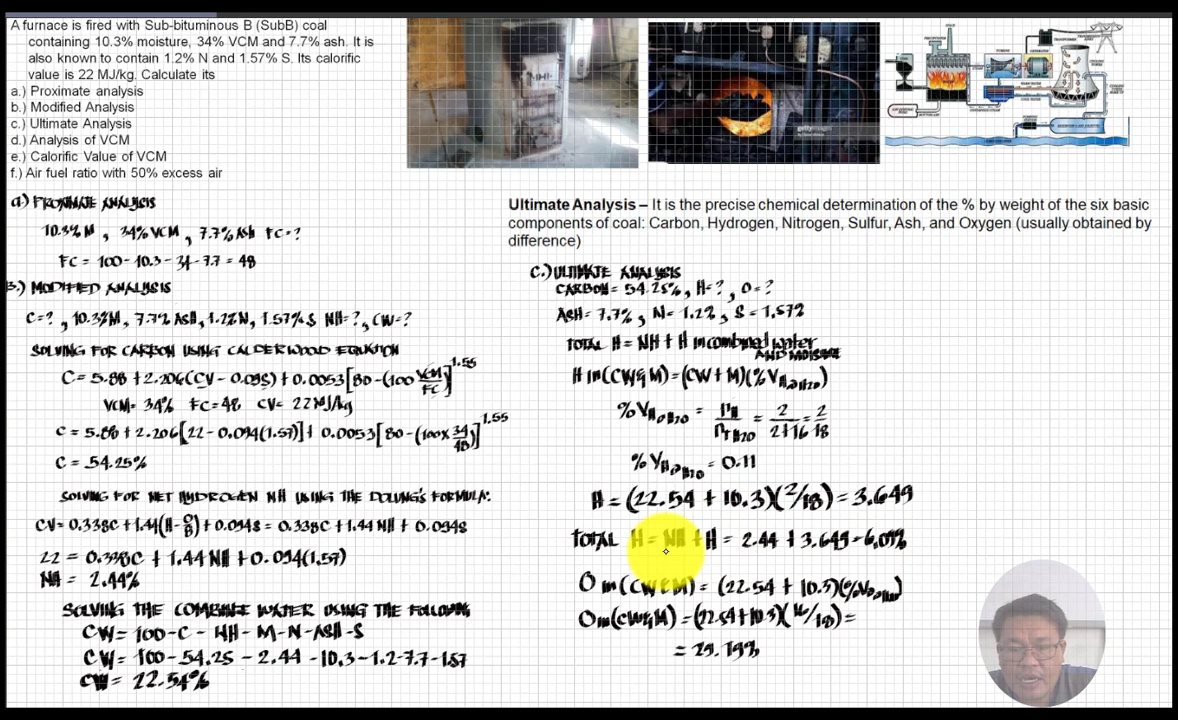 A furnace is fired with Sub-bituminous B (SubB) coal
containing 10.3% moisture, 34% VCM and 7.7% ash. It is
also known to contain 1.2% N and 1.57% S. Its calorific
value is 22 MJ/kg. Calculate its
a.) Proximate analysis
b.) Modified Analysis
c.) Ultimate Analysis
d.) Analysis of VCM
e.) Calorific Value of VCM
f.) Air fuel ratio with 50% excess air
a) PROXIMATE ANALYSIS
10.3% M , 34% VCM , 7.7% ASH FC = ?
FC = 100 - 10.3 - 34 - 7.7 = 48
B.) MODIFIED ANALYSIS
C = ? , 10.3% M, 7.7% ASH, 1.2% N, 1.57% S NH = ? , CW = ?
SOLVING FOR CARBON USING CALDERWOOD EQUATION
C = 5.88 + 2.206(CV - 0.09S) + 0.0053[80 - (100 VCM/FC)]^1.55
VCM = 34% FC = 48 CV = 22 MJ/kg
C = 5.88 + 2.206[22 - 0.094(1.57)] + 0.0053[80 - (100 x 34/48)]^1.55
C = 54.25%
SOLVING FOR NET HYDROGEN NH USING THE DULONG'S FORMULA:
CV = 0.338C + 1.44(H - O/8) + 0.094S = 0.338C + 1.44 NH + 0.094S
22 = 0.338C + 1.44 NH + 0.094(1.57)
NH = 2.44%
SOLVING THE COMBINE WATER USING THE FOLLOWING
CW = 100 - C - NH - M - N - ASH - S
CW = 100 - 54.25 - 2.44 - 10.3 - 1.2 - 7.7 - 1.57
CW = 22.54%
Ultimate Analysis – It is the precise chemical determination of the % by weight of the six basic
components of coal: Carbon, Hydrogen, Nitrogen, Sulfur, Ash, and Oxygen (usually obtained by
difference)
C.) ULTIMATE ANALYSIS
CARBON = 54.25% , H = ? , O = ?
ASH = 7.7% , N = 1.2% , S = 1.57%
TOTAL H = NH + H in combined water
AND MOISTURE
H in (CW & M) = (CW + M)(% V H on H2O)
% V H on H2O = / = 2/2+16 = 2/18
% V H on H2O = 0.11
H = (22.54 + 10.3)(2/18) = 3.649
TOTAL H = NH + H = 2.44 + 3.649 = 6.09%
O in (CW & M) = (22.54 + 10.3)
O in (CW & M) = (22.54 + 10.3)(16/18) =
= 29.19%
gettyimages